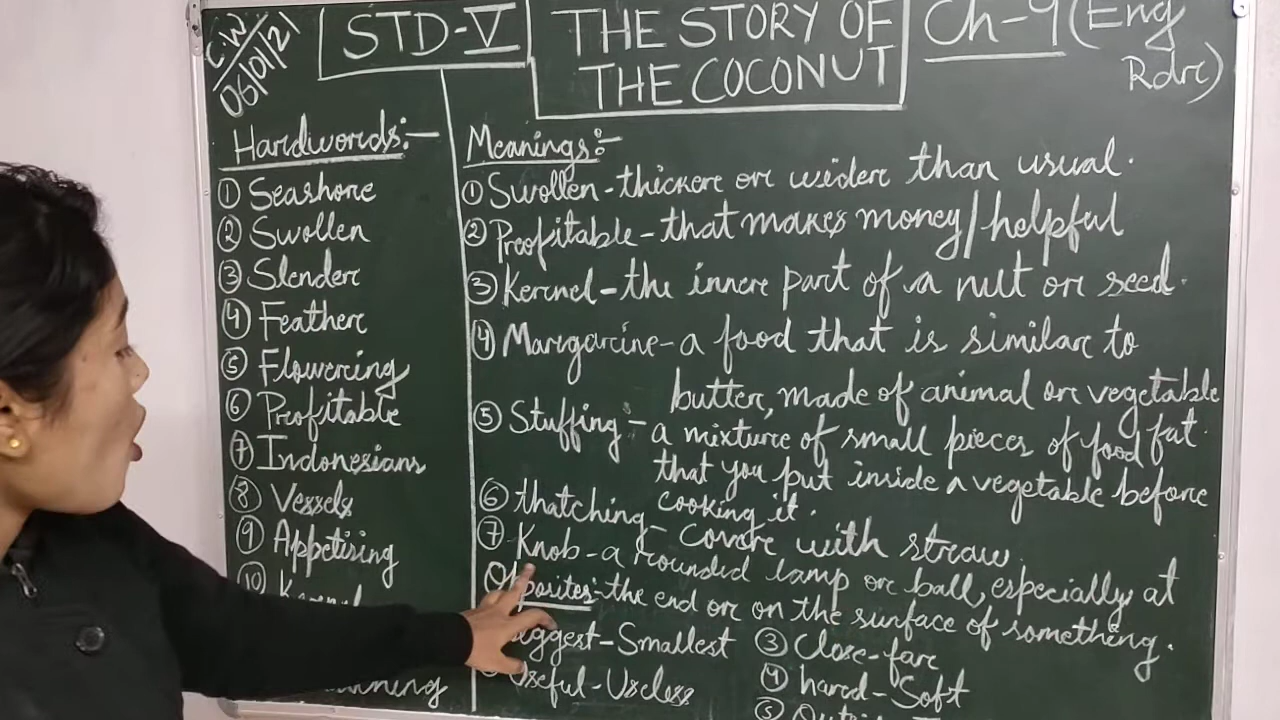 C.W
06/01/21
STD-V
THE STORY OF
THE COCONUT
Ch-9 (Eng
Rdr)
Hardwords:-
① Seashore
② Swollen
③ Slender
④ Feather
⑤ Flowering
⑥ Profitable
⑦ Indonesians
⑧ Vessels
⑨ Appetising
⑩ Kernel
Meanings:-
① Swollen-thicker or wider than usual.
② Profitable-that makes money/helpful
③ Kernel-the inner part of a nut or seed.
④ Margarine-a food that is similar to
butter, made of animal or vegetable
fat.
⑤ Stuffing-a mixture of small pieces of food
that you put inside a vegetable before
cooking it.
⑥ thatching-cover with straw.
⑦ Knob-a rounded lamp or ball, especially at
the end or on the surface of something.
Opposites:-
Biggest-Smallest
Useful-Useless
③ Close-far
④ hard-Soft
⑤